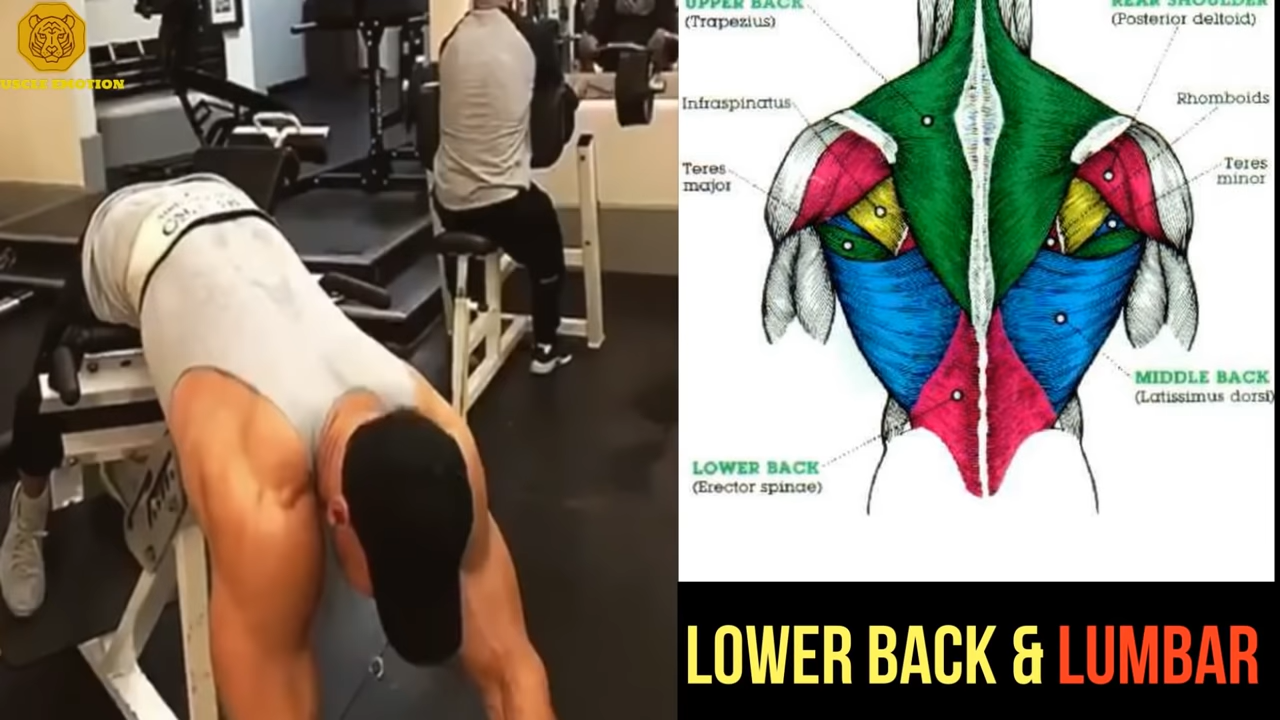 USCLE EMOTION
UPPER BACK
(Trapezius)
REAR SHOULDER
(Posterior deltoid)
Infraspinatus
Rhomboids
Teres
major
Teres
minor
MIDDLE BACK
(Latissimus dorsi)
LOWER BACK
(Erector spinae)
LOWER BACK & LUMBAR